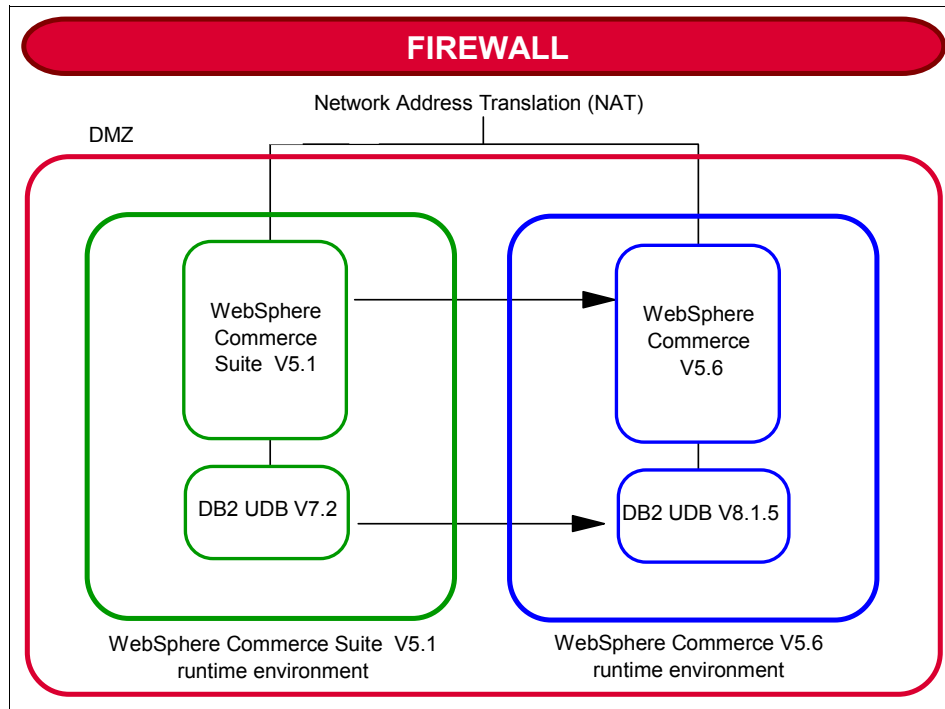 FIREWALL
Network Address Translation (NAT)
DMZ
WebSphere
Commerce
Suite V5.1
WebSphere
Commerce
V5.6
DB2 UDB V7.2
DB2 UDB V8.1.5
WebSphere Commerce Suite V5.1
runtime environment
WebSphere Commerce V5.6
runtime environment